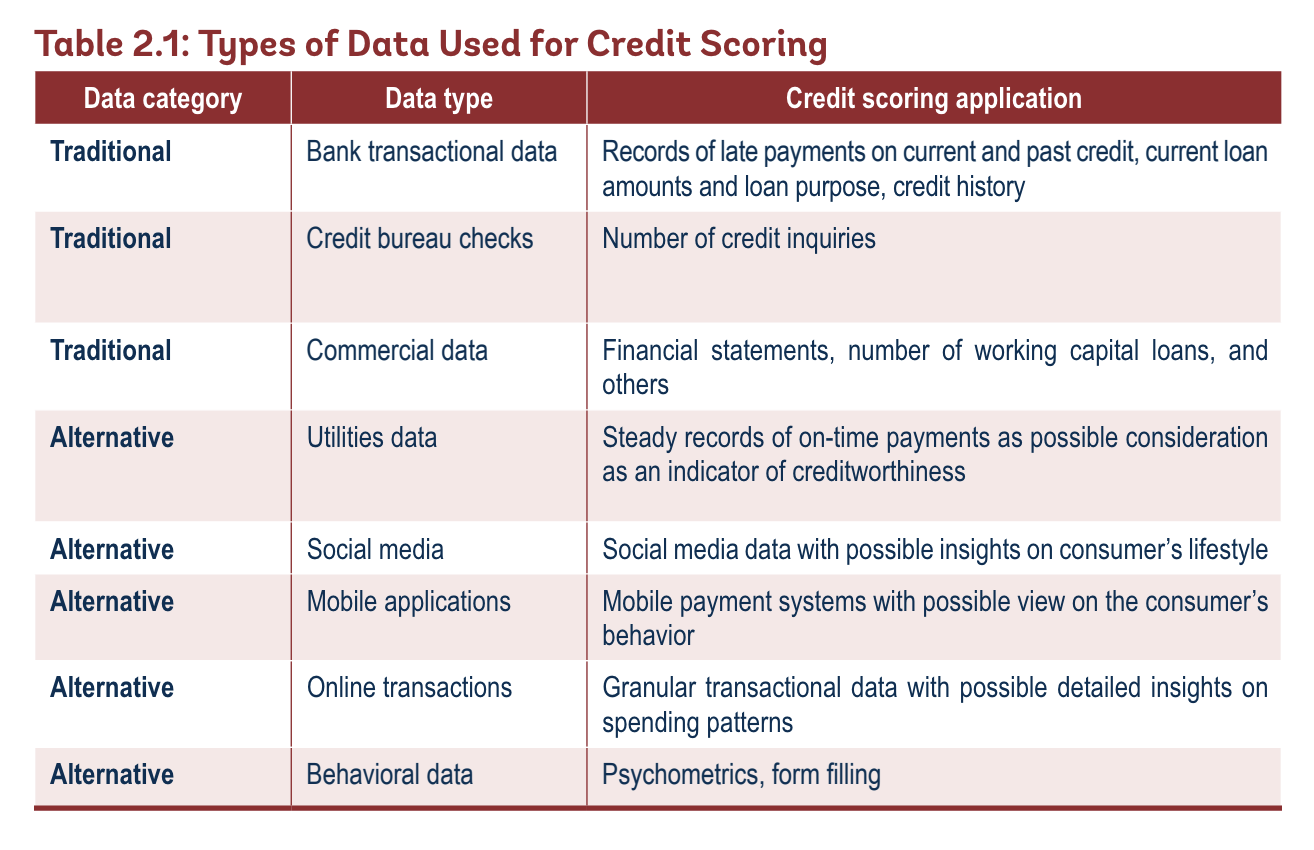 Table 2.1: Types of Data Used for Credit Scoring
Data category Data type Credit scoring application
Traditional Bank transactional data Records of late payments on current and past credit, current loan
amounts and loan purpose, credit history
Traditional Credit bureau checks Number of credit inquiries
Traditional Commercial data Financial statements, number of working capital loans, and
others
Alternative Utilities data Steady records of on-time payments as possible consideration
as an indicator of creditworthiness
Alternative Social media Social media data with possible insights on consumer’s lifestyle
Alternative Mobile applications Mobile payment systems with possible view on the consumer’s
behavior
Alternative Online transactions Granular transactional data with possible detailed insights on
spending patterns
Alternative Behavioral data Psychometrics, form filling